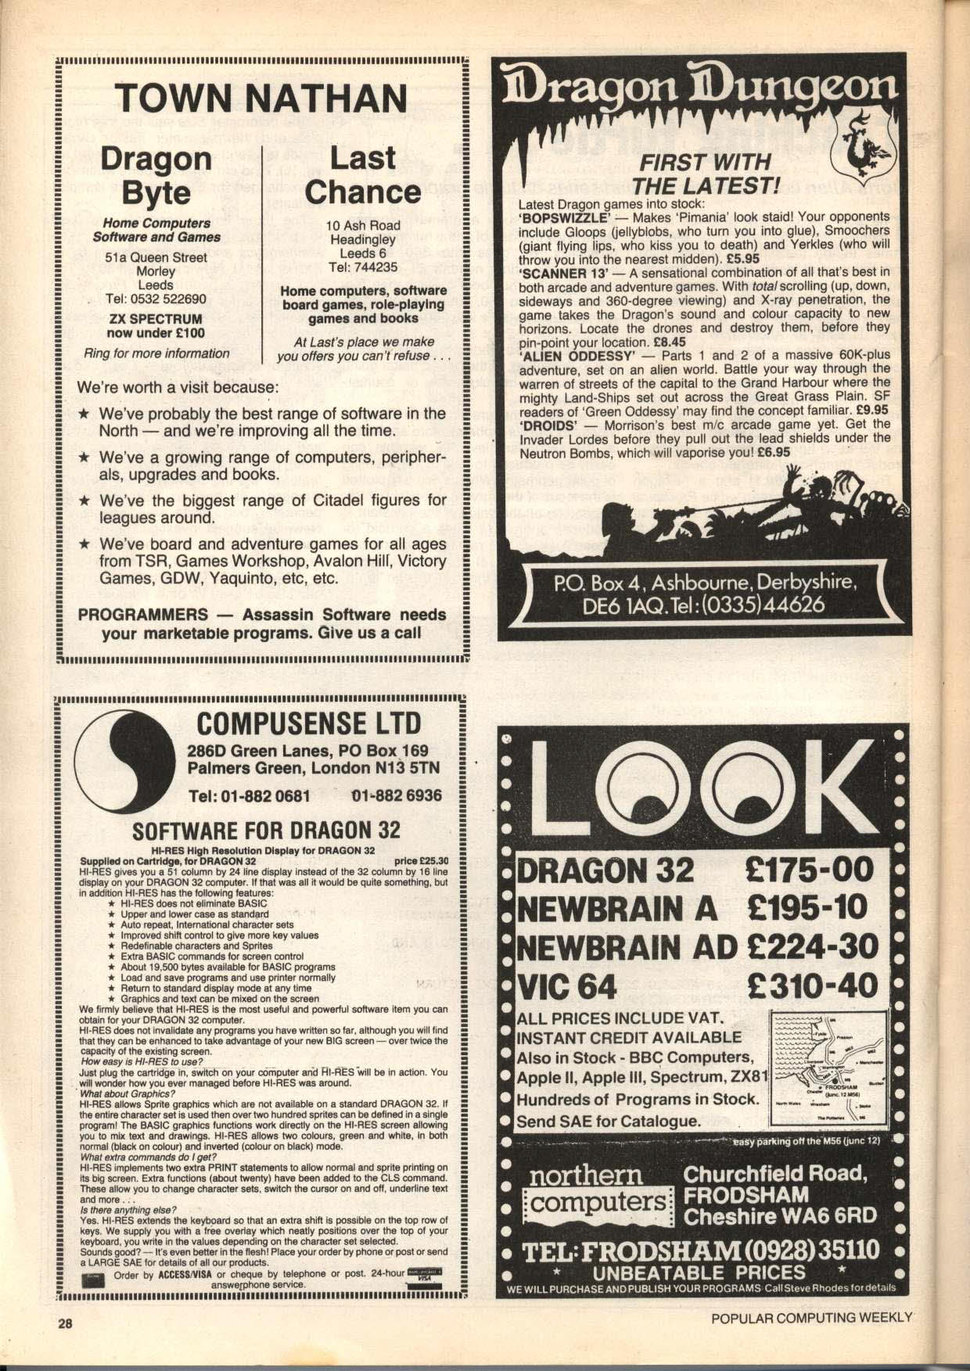 TOWN NATHAN
Dragon
Byte
Home Computers
Software and Games
51a Queen Street
Morley
Leeds
Tel: 0532 522690
ZX SPECTRUM
now under £100
Ring for more information
Last
Chance
10 Ash Road
Headingley
Leeds 6
Tel: 744235
Home computers, software
board games, role-playing
games and books
At Last's place we make
you offers you can't refuse . . .
We're worth a visit because:
★ We've probably the best range of software in the
North — and we're improving all the time.
★ We've a growing range of computers, peripher-
als, upgrades and books.
★ We've the biggest range of Citadel figures for
leagues around.
★ We've board and adventure games for all ages
from TSR, Games Workshop, Avalon Hill, Victory
Games, GDW, Yaquinto, etc, etc.
PROGRAMMERS — Assassin Software needs
your marketable programs. Give us a call
Dragon Dungeon
FIRST WITH
THE LATEST!
Latest Dragon games into stock:
'BOPSWIZZLE' — Makes 'Pimania' look staid! Your opponents
include Gloops (jellyblobs, who turn you into glue), Smoochers
(giant flying lips, who kiss you to death) and Yerkles (who will
throw you into the nearest midden). £5.95
'SCANNER 13' — A sensational combination of all that's best in
both arcade and adventure games. With total scrolling (up, down,
sideways and 360-degree viewing) and X-ray penetration, the
game takes the Dragon's sound and colour capacity to new
horizons. Locate the drones and destroy them, before they
pin-point your location. £8.45
'ALIEN ODDESSY' — Parts 1 and 2 of a massive 60K-plus
adventure, set on an alien world. Battle your way through the
warren of streets of the capital to the Grand Harbour where the
mighty Land-Ships set out across the Great Grass Plain. SF
readers of 'Green Oddessy' may find the concept familiar. £9.95
'DROIDS' — Morrison's best m/c arcade game yet. Get the
Invader Lordes before they pull out the lead shields under the
Neutron Bombs, which will vaporise you! £6.95
P.O. Box 4, Ashbourne, Derbyshire,
DE6 1AQ. Tel: (0335) 44626
COMPUSENSE LTD
286D Green Lanes, PO Box 169
Palmers Green, London N13 5TN
Tel: 01-882 0681 01-882 6936
SOFTWARE FOR DRAGON 32
HI-RES High Resolution Display for DRAGON 32
Supplied on Cartridge, for DRAGON 32 price £25.30
HI-RES gives you a 51 column by 24 line display instead of the 32 column by 16 line
display on your DRAGON 32 computer. If that was all it would be quite something, but
in addition HI-RES has the following features:
★ HI-RES does not eliminate BASIC
★ Upper and lower case as standard
★ Auto repeat, International character sets
★ Improved shift control to give more key values
★ Redefinable characters and Sprites
★ Extra BASIC commands for screen control
★ About 19,500 bytes available for BASIC programs
★ Load and save programs and use printer normally
★ Return to standard display mode at any time
★ Graphics and text can be mixed on the screen
We firmly believe that HI-RES is the most useful and powerful software item you can
obtain for your DRAGON 32 computer.
HI-RES does not invalidate any programs you have written so far, although you will find
that they can be enhanced to take advantage of your new BIG screen — over twice the
capacity of the existing screen.
How easy is HI-RES to use?
Just plug the cartridge in, switch on your computer and HI-RES will be in action. You
will wonder how you ever managed before HI-RES was around.
What about Graphics?
HI-RES allows Sprite graphics which are not available on a standard DRAGON 32. If
the entire character set is used then over two hundred sprites can be defined in a single
program! The BASIC graphics functions work directly on the HI-RES screen allowing
you to mix text and drawings. HI-RES allows two colours, green and white, in both
normal (black on colour) and inverted (colour on black) mode.
What extra commands do I get?
HI-RES implements two extra PRINT statements to allow normal and sprite printing on
its big screen. Extra functions (about twenty) have been added to the CLS command.
These allow you to change character sets, switch the cursor on and off, underline text
and more . . .
Is there anything else?
Yes. HI-RES extends the keyboard so that an extra shift is possible on the top row of
keys. We supply you with a free overlay which neatly positions over the top of your
keyboard, you write in the values depending on the character set selected.
Sounds good? — It's even better in the flesh! Place your order by phone or post or send
a LARGE SAE for details of all our products.
Order by ACCESS/VISA or cheque by telephone or post. 24-hour
answerphone service.
VISA
LOOK
DRAGON 32 £175-00
NEWBRAIN A £195-10
NEWBRAIN AD £224-30
VIC 64 £310-40
ALL PRICES INCLUDE VAT.
INSTANT CREDIT AVAILABLE
Also in Stock - BBC Computers,
Apple II, Apple III, Spectrum, ZX81
Hundreds of Programs in Stock.
Send SAE for Catalogue.
Preston
Manchester
FRODSHAM
(junc. 12 M56)
easy parking off the M56 (junc 12)
northern
computers
Churchfield Road,
FRODSHAM
Cheshire WA6 6RD
TEL: FRODSHAM (0928) 35110
* UNBEATABLE PRICES *
WE WILL PURCHASE AND PUBLISH YOUR PROGRAMS Call Steve Rhodes for details
28
POPULAR COMPUTING WEEKLY